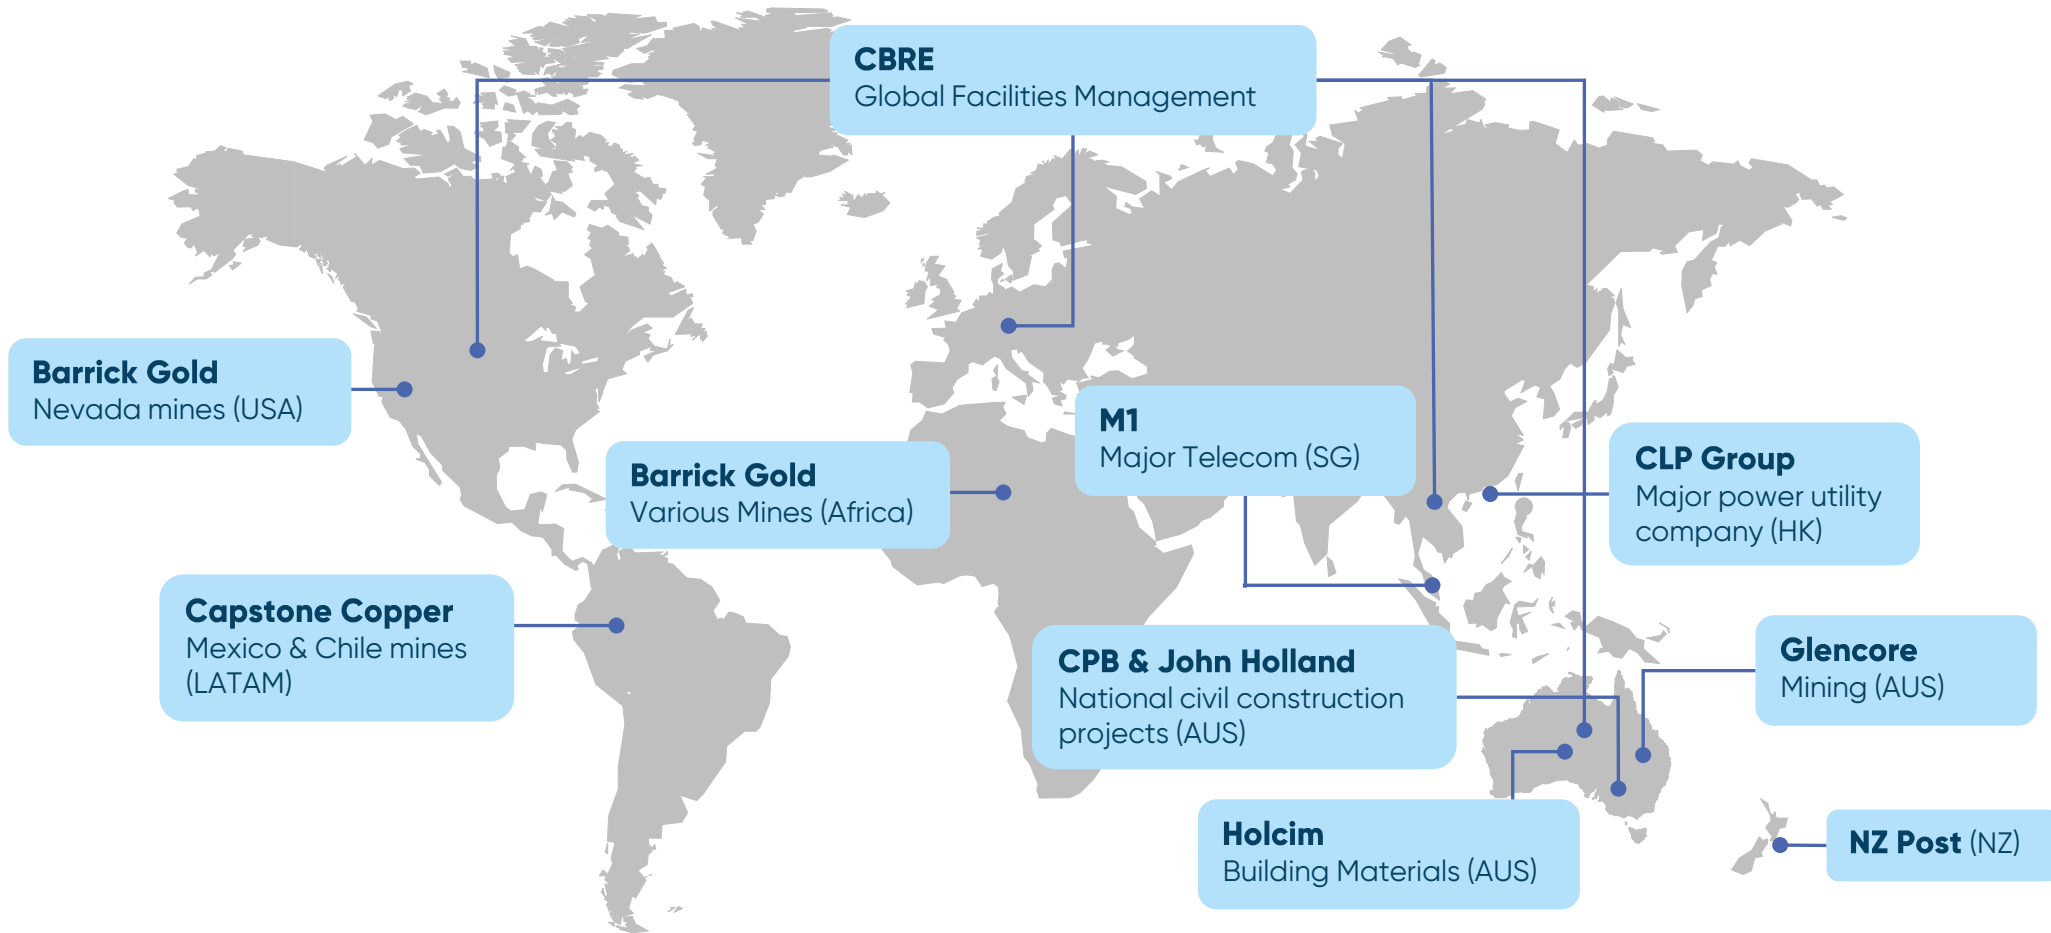 CBRE
Global Facilities Management
Barrick Gold
Nevada mines (USA)
Barrick Gold
Various Mines (Africa)
M1
Major Telecom (SG)
CLP Group
Major power utility
company (HK)
Capstone Copper
Mexico & Chile mines
(LATAM)
CPB & John Holland
National civil construction
projects (AUS)
Glencore
Mining (AUS)
Holcim
Building Materials (AUS)
NZ Post (NZ)